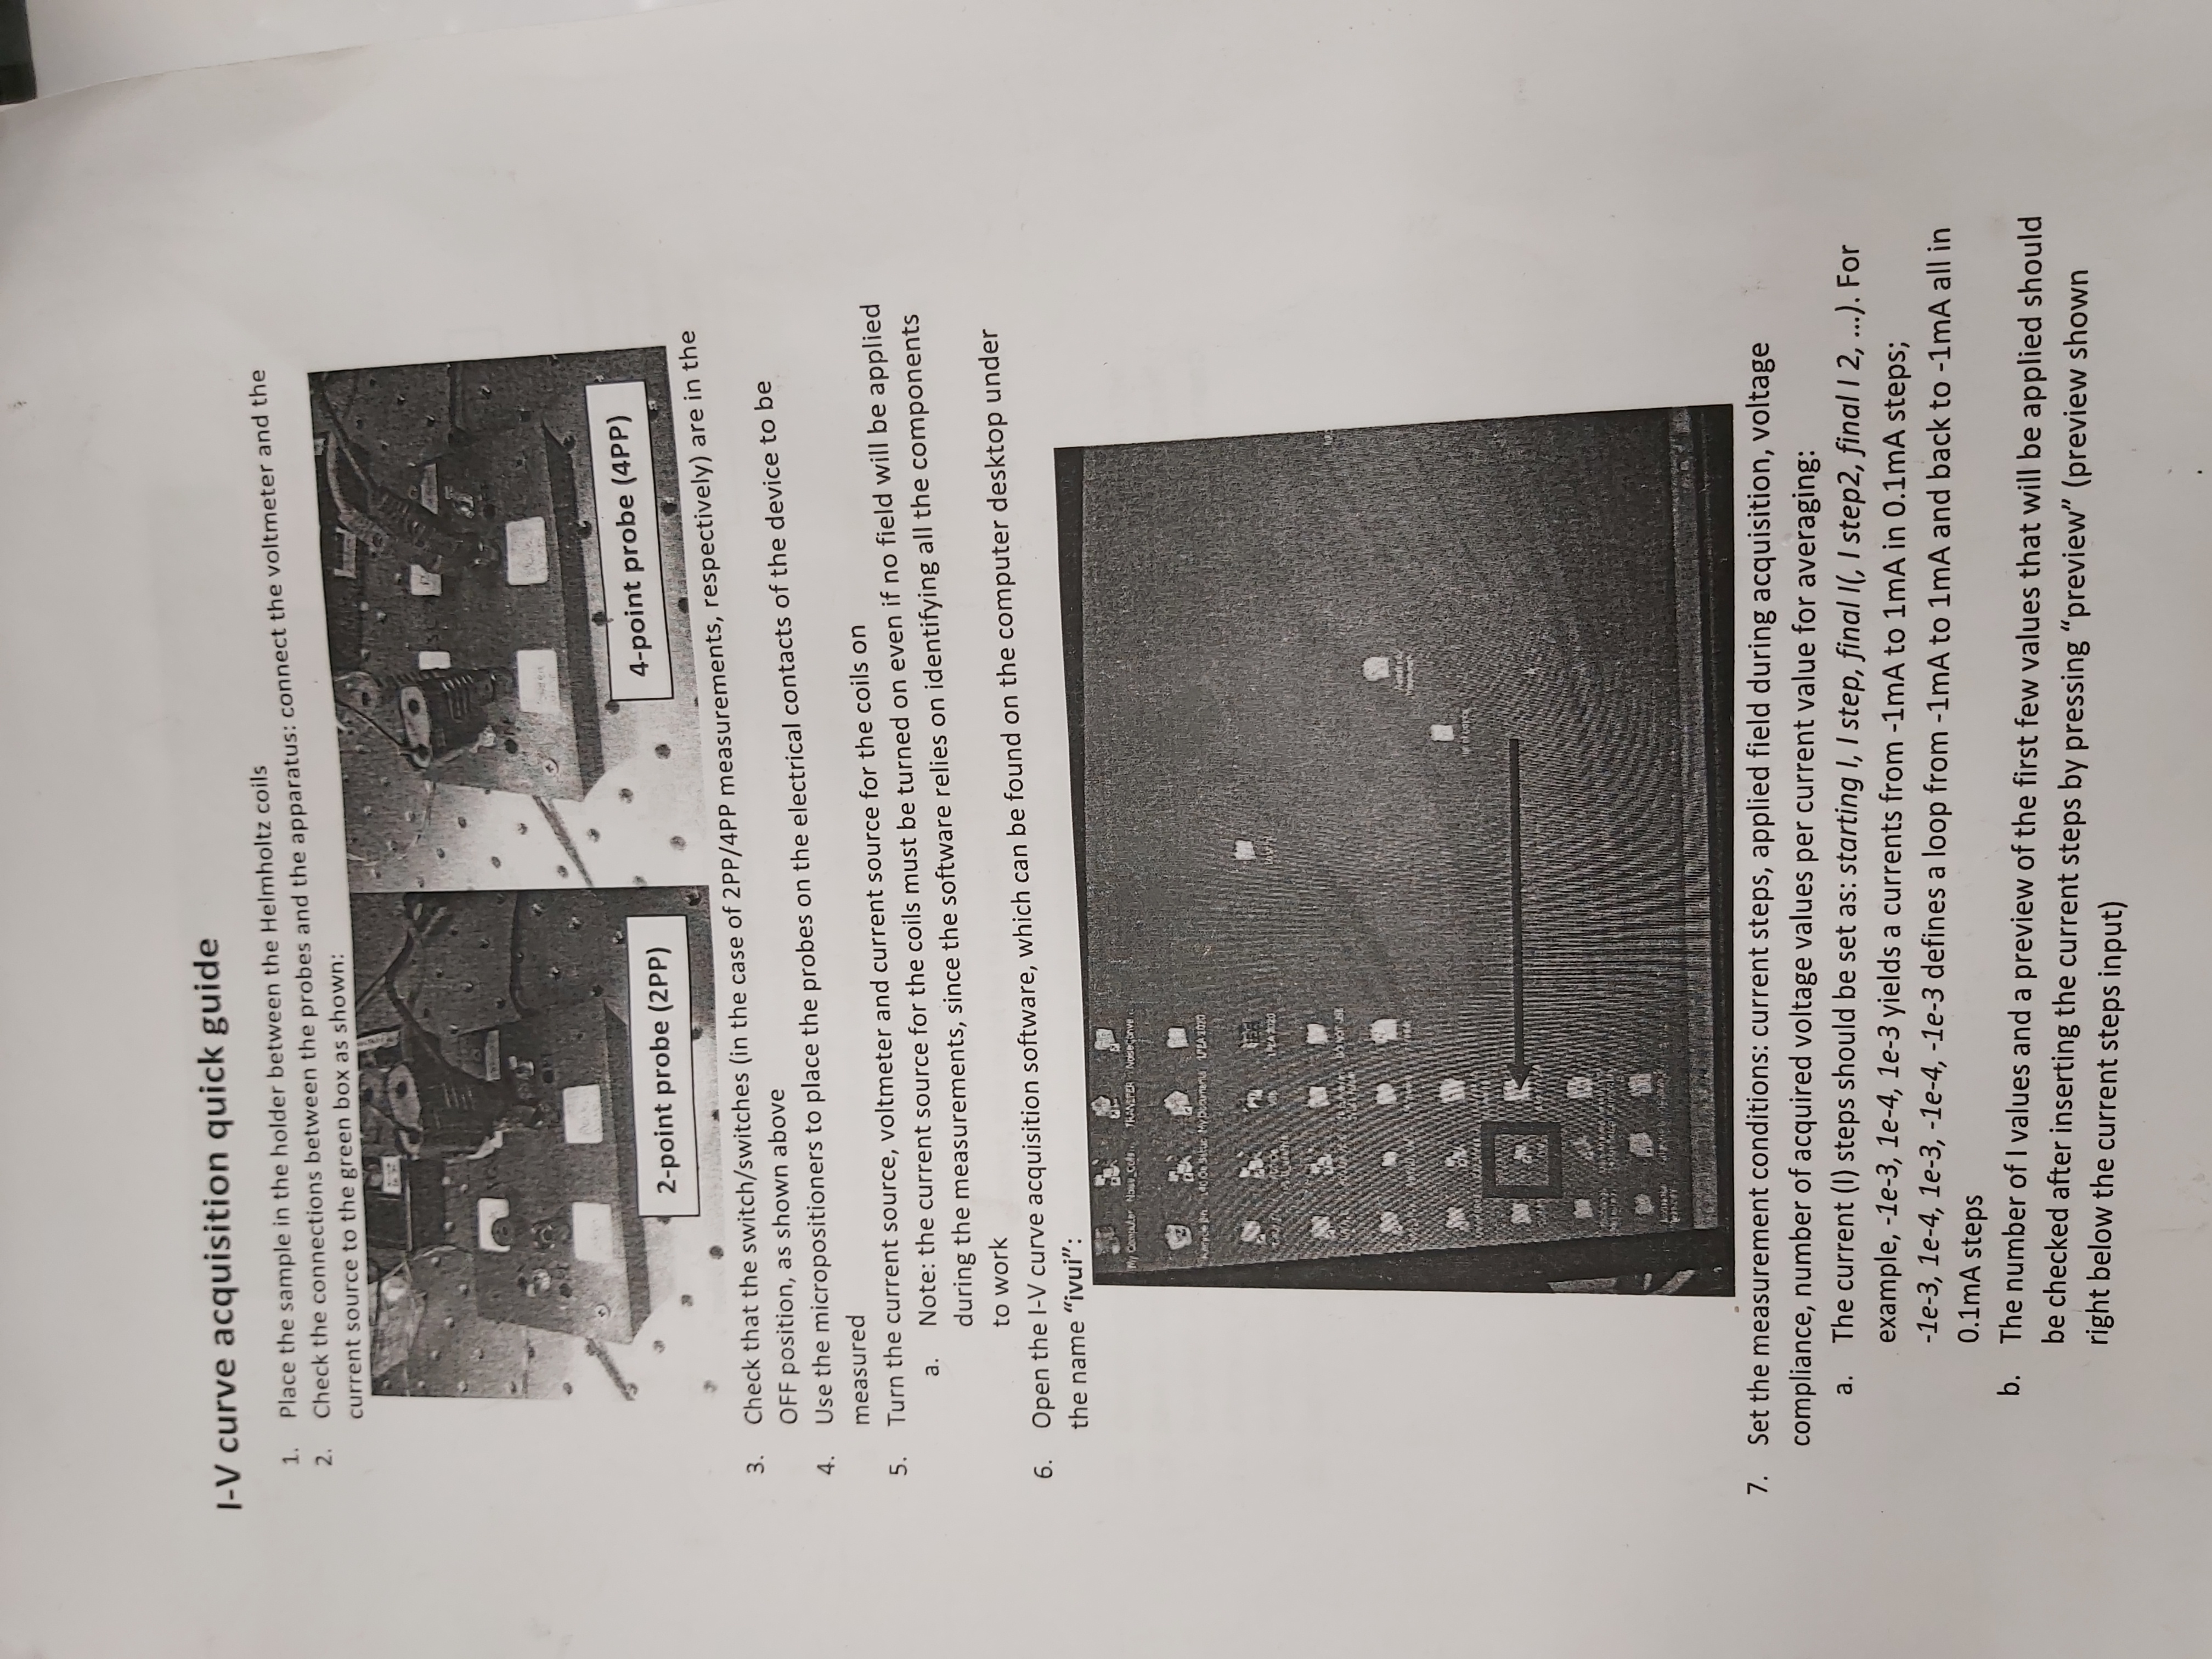 I-V curve acquisition quick guide
1. Place the sample in the holder between the Helmholtz coils
2. Check the connections between the probes and the apparatus: connect the voltmeter and the
current source to the green box as shown:
2-point probe (2PP)
4-point probe (4PP)
3. Check that the switch/switches (in the case of 2PP/4PP measurements, respectively) are in the
OFF position, as shown above
4. Use the micropositioners to place the probes on the electrical contacts of the device to be
measured
5. Turn the current source, voltmeter and current source for the coils on
a. Note: the current source for the coils must be turned on even if no field will be applied
during the measurements, since the software relies on identifying all the components
to work
6. Open the I-V curve acquisition software, which can be found on the computer desktop under
the name “ivui”:
My Computer
TRANSFER
My Documents
LPEA 2020
LPEA 2020
DO NOT USE
7. Set the measurement conditions: current steps, applied field during acquisition, voltage
compliance, number of acquired voltage values per current value for averaging:
a. The current (I) steps should be set as: starting I, I step, final I(, I step2, final I 2, ...). For
example, -1e-3, 1e-4, 1e-3 yields a currents from -1mA to 1mA in 0.1mA steps;
-1e-3, 1e-4, 1e-3, -1e-4, -1e-3 defines a loop from -1mA to 1mA and back to -1mA all in
0.1mA steps
b. The number of I values and a preview of the first few values that will be applied should
be checked after inserting the current steps by pressing “preview” (preview shown
right below the current steps input)